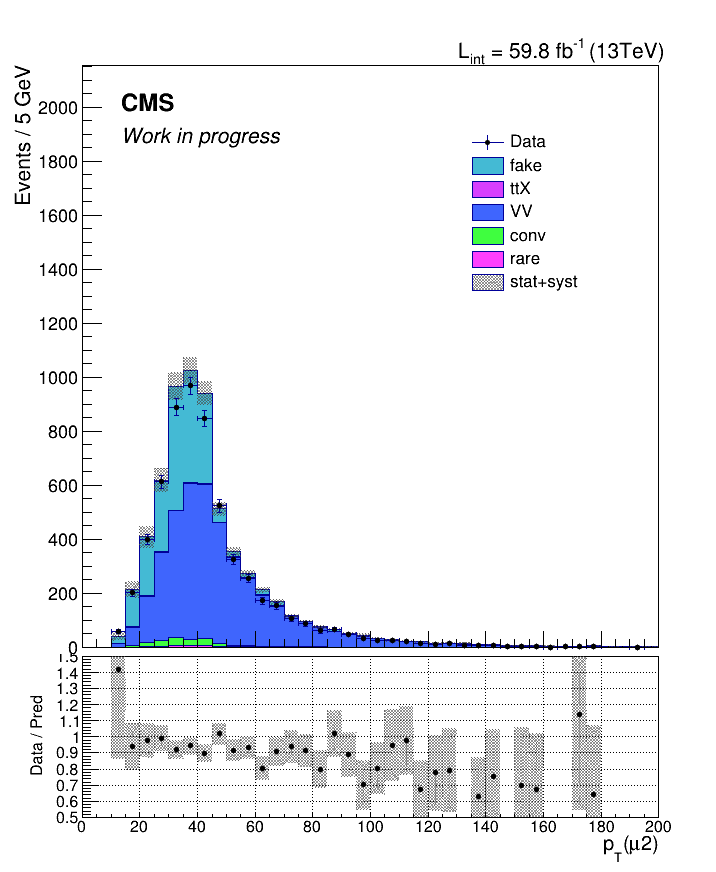 L_int = 59.8 fb^-1 (13TeV)
Events / 5 GeV
CMS
Work in progress
Data
fake
ttX
VV
conv
rare
stat+syst
2000
1800
1600
1400
1200
1000
800
600
400
200
0
Data / Pred
1.5
1.4
1.3
1.2
1.1
1
0.9
0.8
0.7
0.6
0.5
0 20 40 60 80 100 120 140 160 180 200
p_T(μ2)